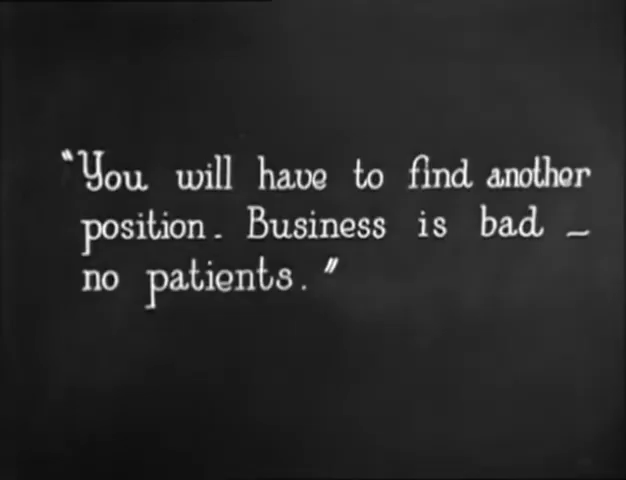 "You will have to find another
position. Business is bad —
no patients."